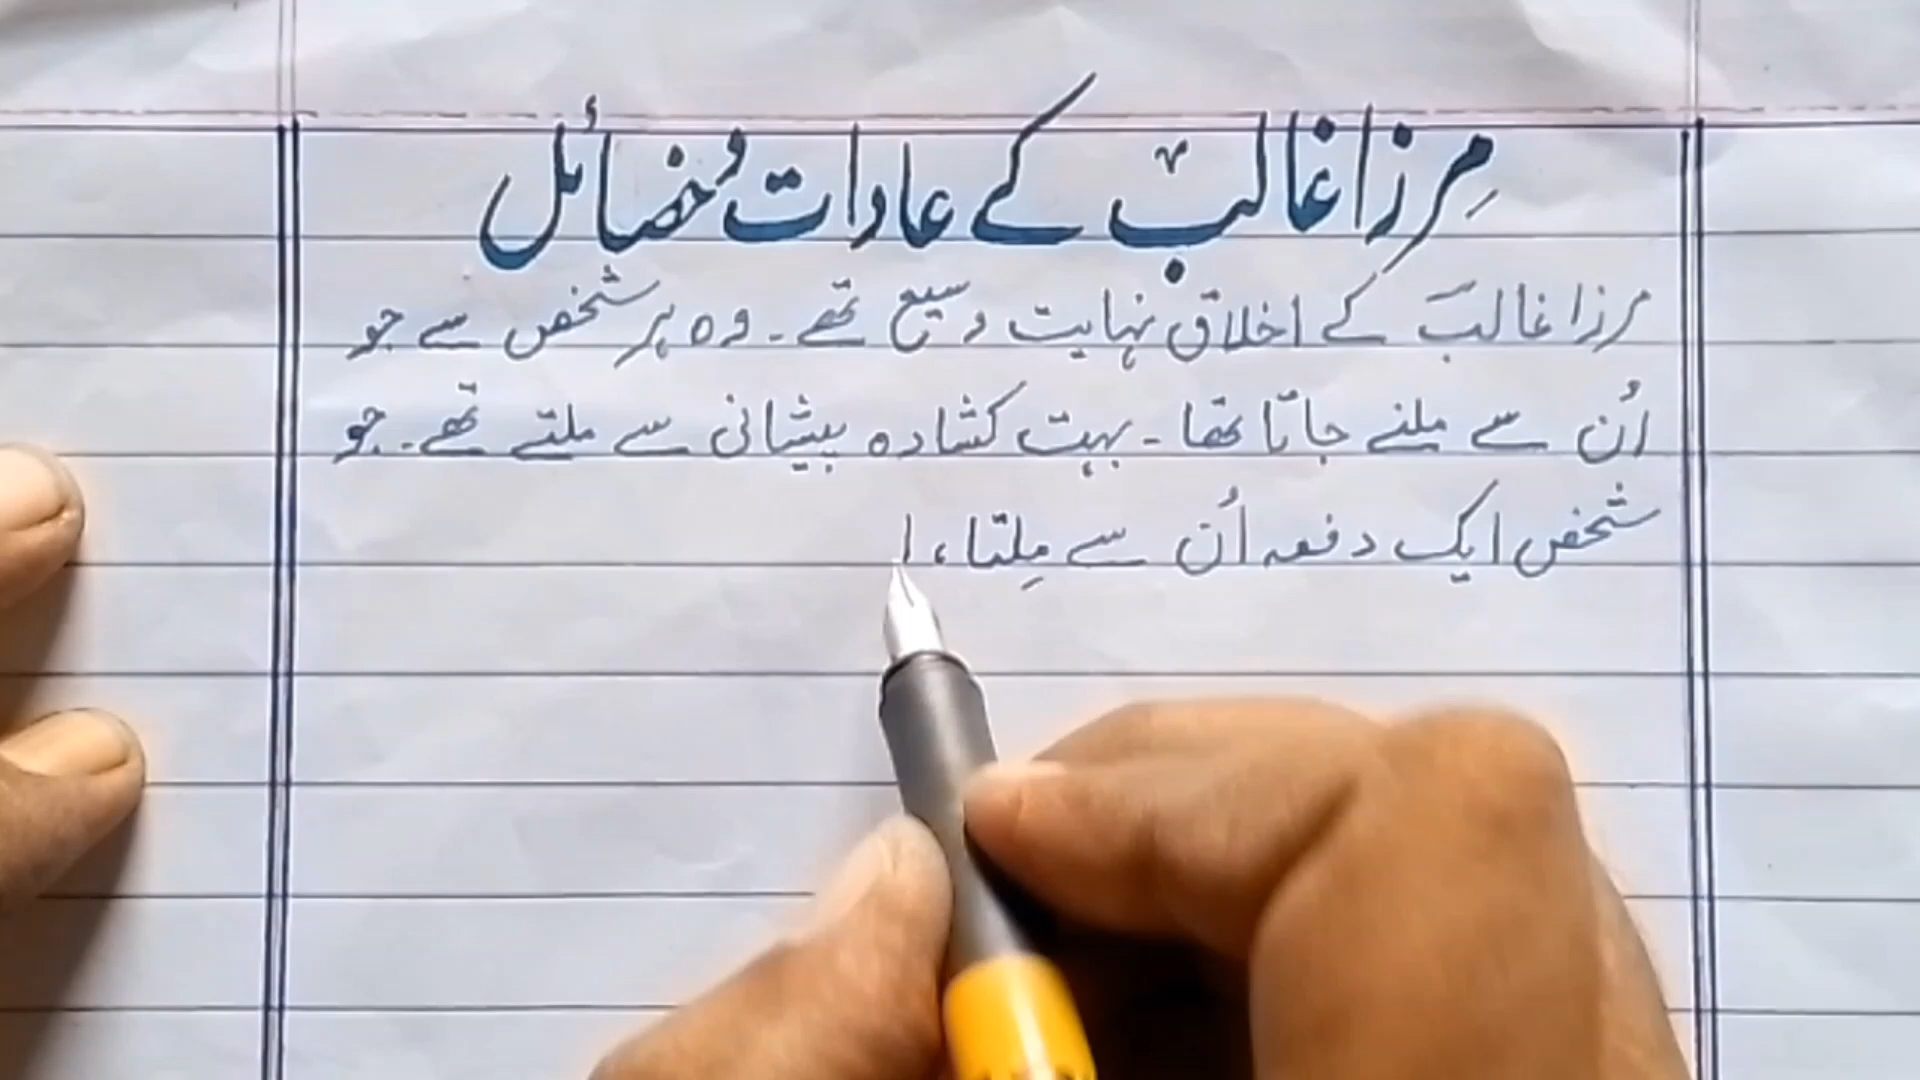 مِرزا غالبؔ کے عادات وُ خصائل
مرزا غالبؔ کے اخلاق نہایت وسیع تھے۔ وہ ہر شخص سے جو
اُن سے ملنے جاتا تھا۔ بہت کشادہ پیشانی سے ملتے تھے۔ جو
شخص ایک دفعہ اُن سے مِلتا، ا